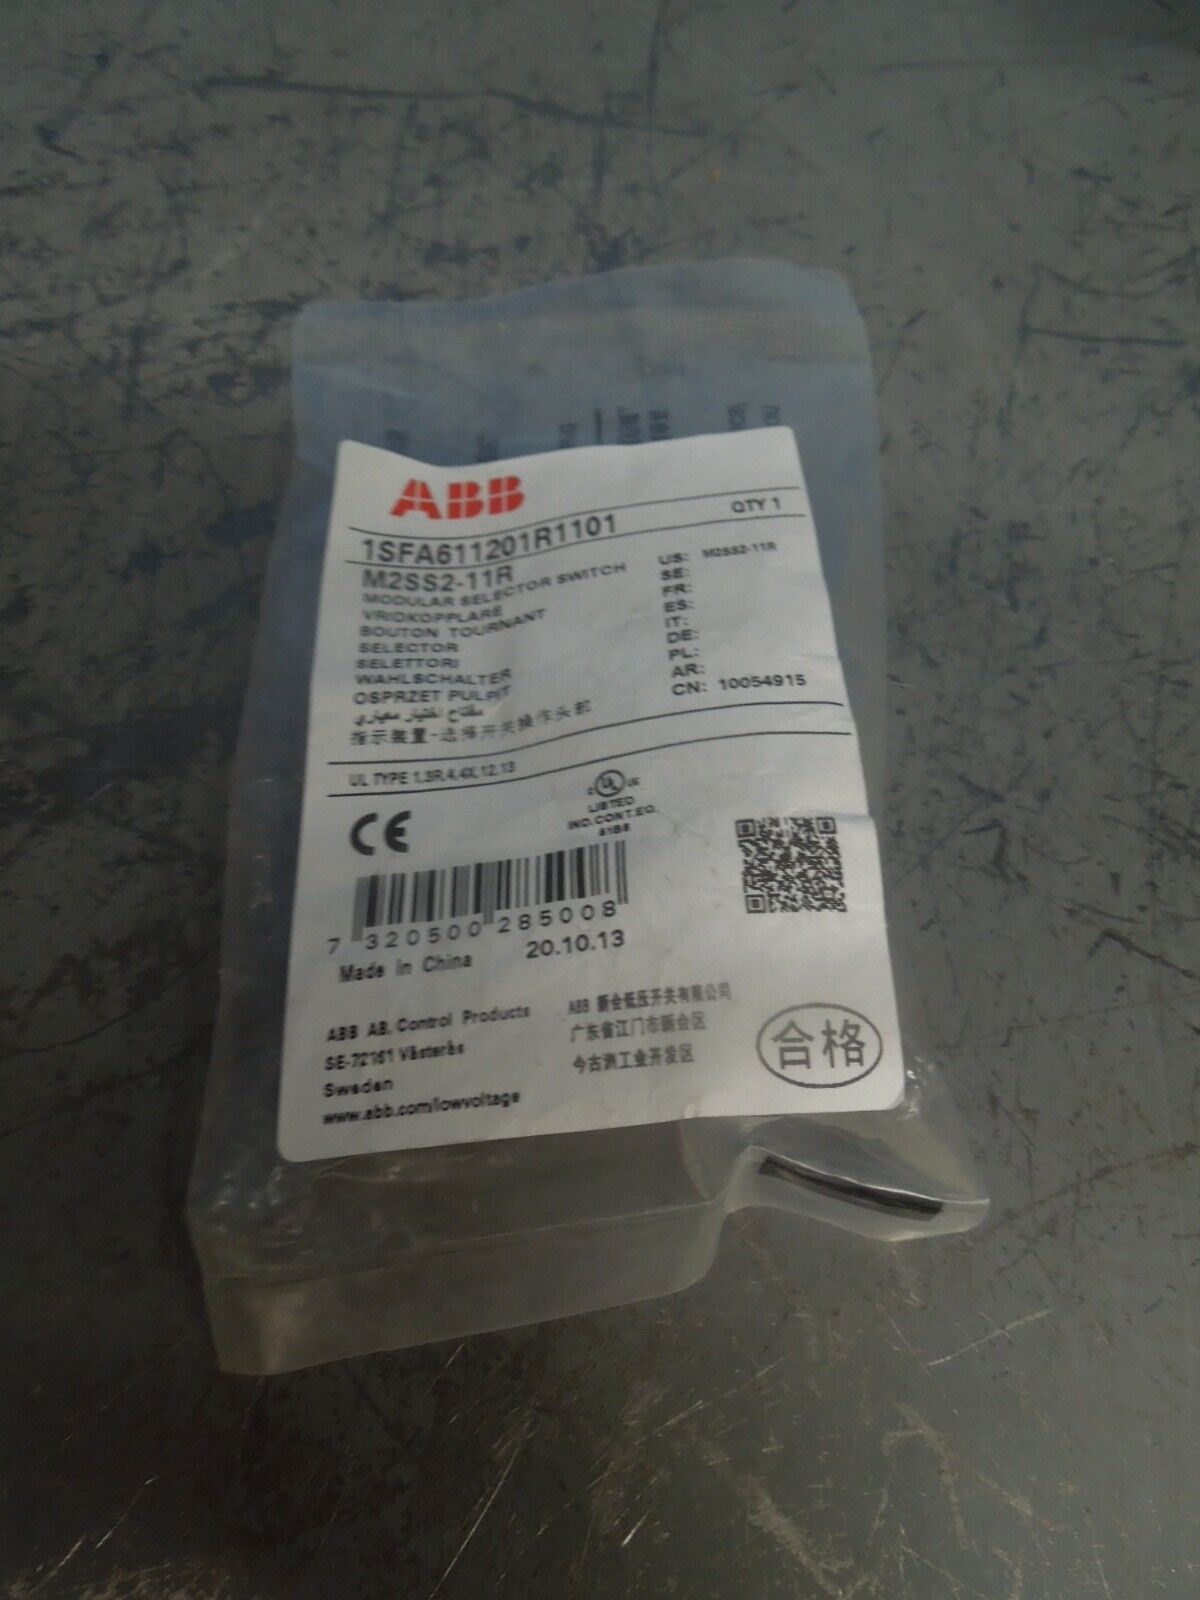 ABB
1SFA611201R1101
QTY 1
M2SS2-11R
MODULAR SELECTOR SWITCH
VRIDKOPPLARE
BOUTON TOURNANT
SELECTOR
SELETTORI
WAHLSCHALTER
OSPRZET PULPIT
مفتاح اختيار معياري
指示装置-选择开关操作头部
US: M2SS2-11R
SE:
FR:
ES:
IT:
DE:
PL:
AR:
CN: 10054915
UL TYPE 1,3R,4,4X,12,13
CE
C UL US
LISTED
IND.CONT.EQ.
81B8
7 320500 285008
Made in China
20.10.13
ABB AB, Control Products
SE-72161 Västerås
Sweden
www.abb.com/lowvoltage
ABB 新会低压开关有限公司
广东省江门市新会区
今古洲工业开发区
合格